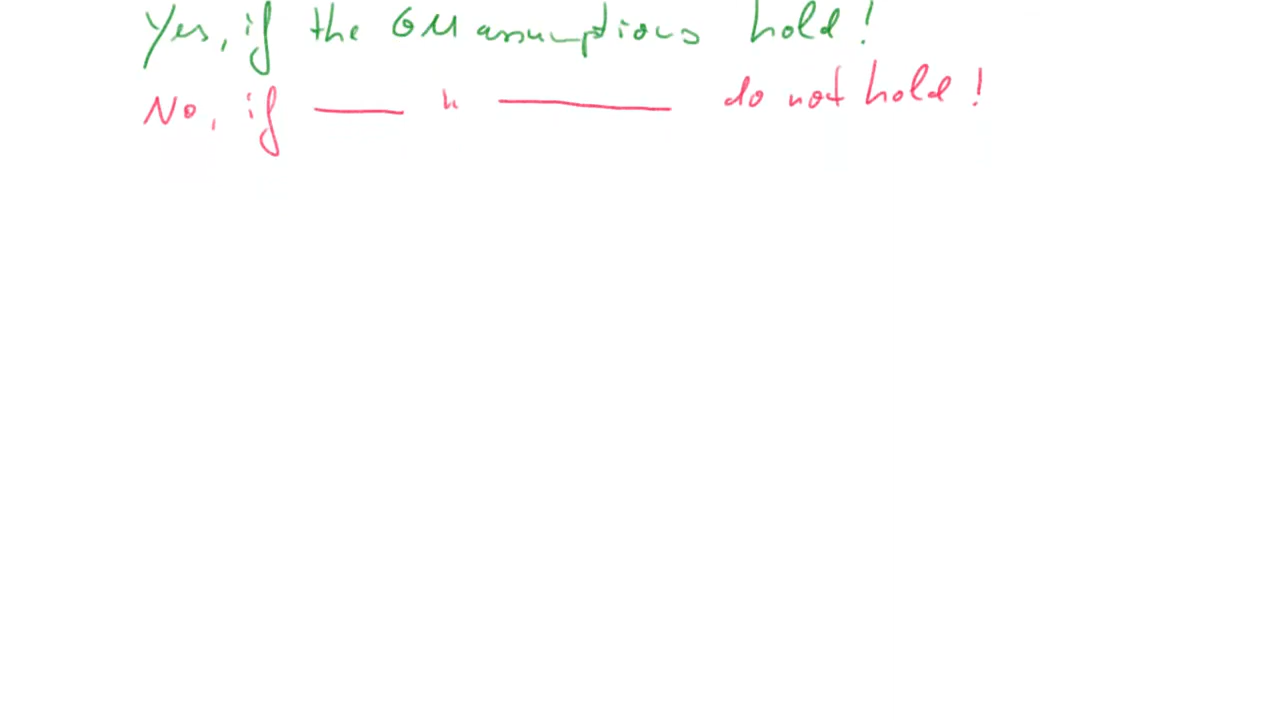 Yes, if the GM assumptions hold!
No, if —— " —— do not hold!